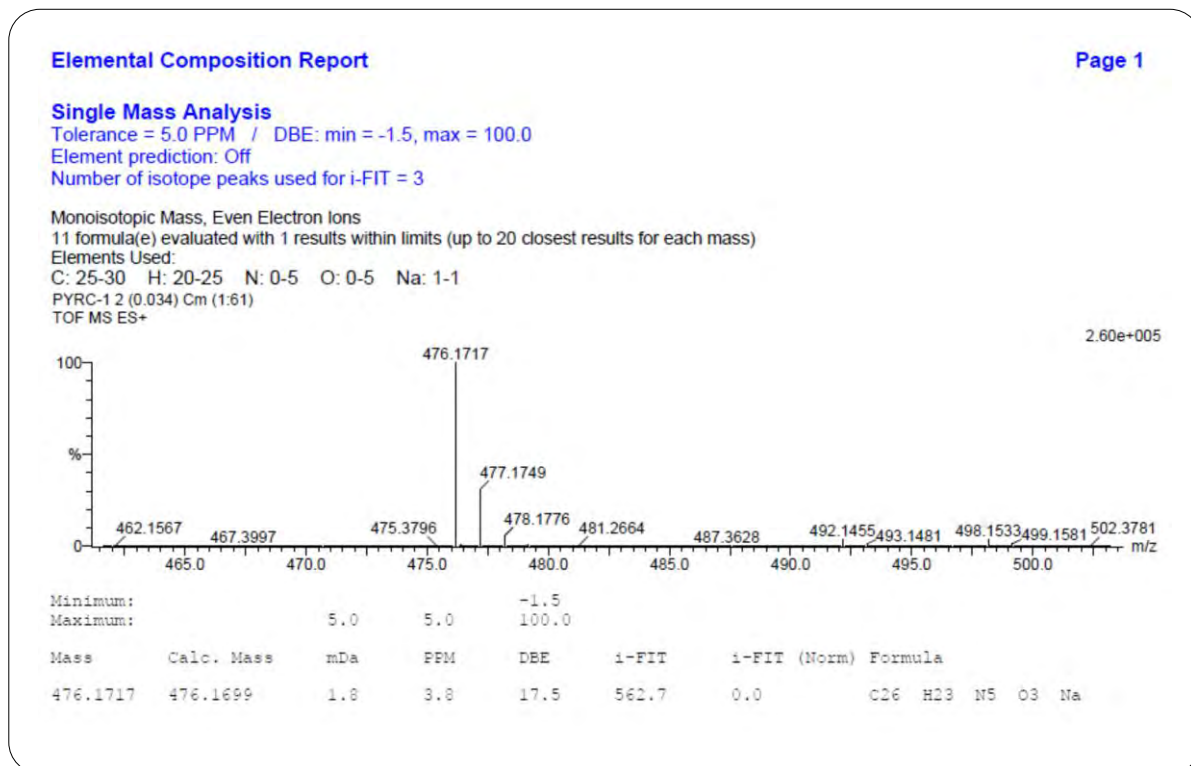 Elemental Composition Report Page 1
Single Mass Analysis
Tolerance = 5.0 PPM / DBE: min = -1.5, max = 100.0
Element prediction: Off
Number of isotope peaks used for i-FIT = 3
Monoisotopic Mass, Even Electron Ions
11 formula(e) evaluated with 1 results within limits (up to 20 closest results for each mass)
Elements Used:
C: 25-30 H: 20-25 N: 0-5 O: 0-5 Na: 1-1
PYRC-1 2 (0.034) Cm (1:61)
TOF MS ES+
2.60e+005
476.1717
100
%
477.1749
462.1567 467.3997 475.3796 478.1776 481.2664 487.3628 492.1455 493.1481 498.1533 499.1581 502.3781
0
m/z
465.0 470.0 475.0 480.0 485.0 490.0 495.0 500.0
Minimum: -1.5
Maximum: 5.0 5.0 100.0
Mass Calc. Mass mDa PPM DBE i-FIT i-FIT (Norm) Formula
476.1717 476.1699 1.8 3.8 17.5 562.7 0.0 C26 H23 N5 O3 Na